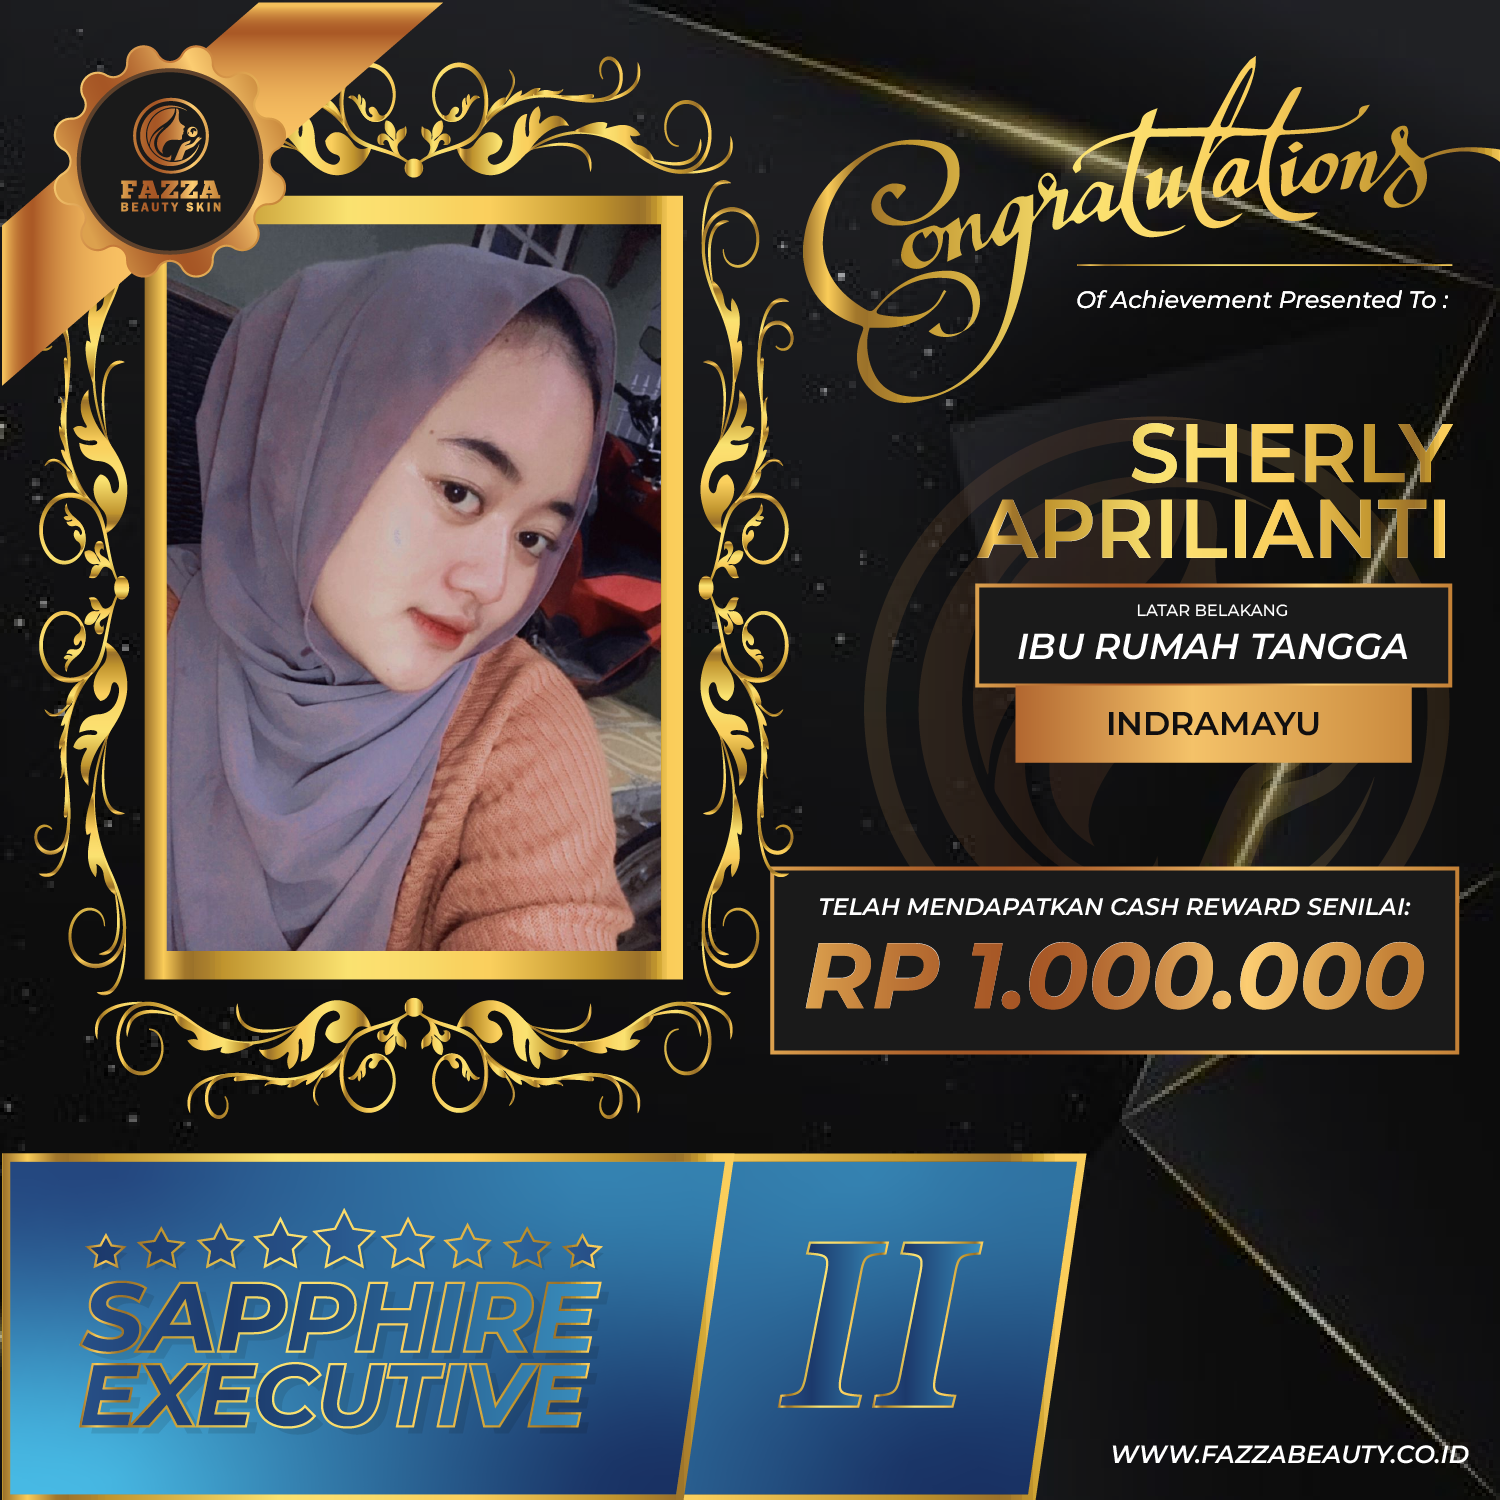 FAZZA
BEAUTY SKIN
Congratulations
Of Achievement Presented To :
SHERLY
APRILIANTI
LATAR BELAKANG
IBU RUMAH TANGGA
INDRAMAYU
TELAH MENDAPATKAN CASH REWARD SENILAI:
RP 1.000.000
SAPPHIRE
EXECUTIVE
II
WWW.FAZZABEAUTY.CO.ID